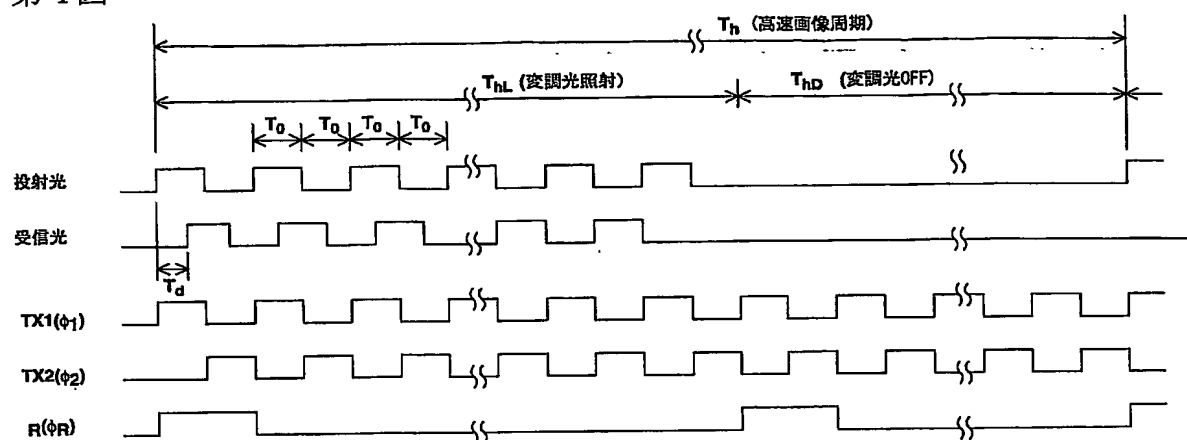 第4図
Th (高速画像周期)
ThL (変調光照射)
ThD (変調光OFF)
T0 T0 T0 T0
投射光
受信光
Td
TX1(φ1)
TX2(φ2)
R(φR)